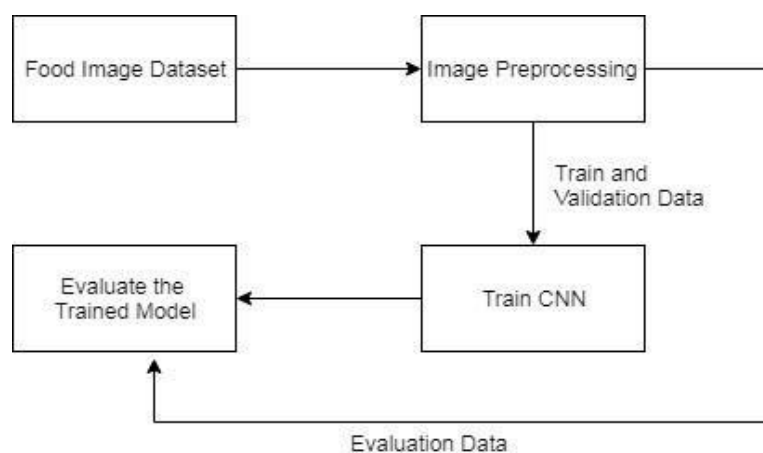 Food Image Dataset
Image Preprocessing
Train and
Validation Data
Evaluate the
Trained Model
Train CNN
Evaluation Data